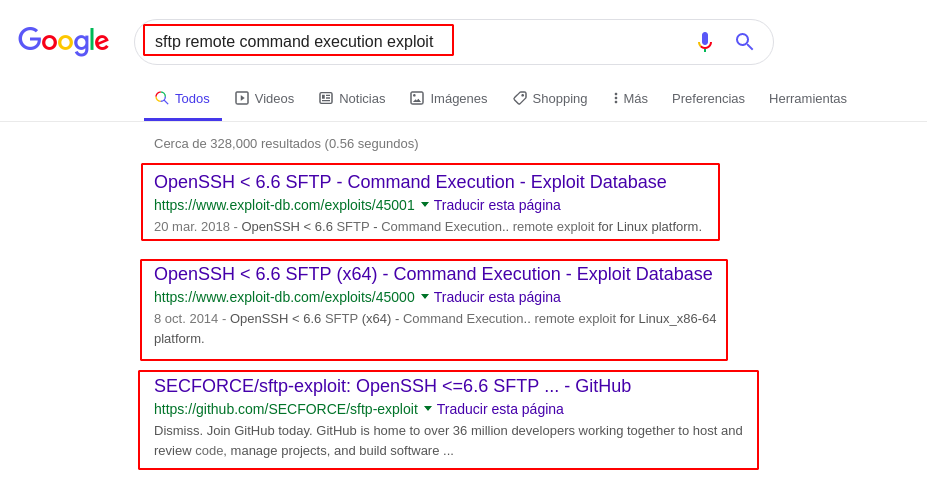 Google
sftp remote command execution exploit
Todos Videos Noticias Imágenes Shopping Más Preferencias Herramientas
Cerca de 328,000 resultados (0.56 segundos)
OpenSSH < 6.6 SFTP - Command Execution - Exploit Database
https://www.exploit-db.com/exploits/45001 Traducir esta página
20 mar. 2018 - OpenSSH < 6.6 SFTP - Command Execution.. remote exploit for Linux platform.
OpenSSH < 6.6 SFTP (x64) - Command Execution - Exploit Database
https://www.exploit-db.com/exploits/45000 Traducir esta página
8 oct. 2014 - OpenSSH < 6.6 SFTP (x64) - Command Execution.. remote exploit for Linux_x86-64
platform.
SECFORCE/sftp-exploit: OpenSSH <=6.6 SFTP ... - GitHub
https://github.com/SECFORCE/sftp-exploit Traducir esta página
Dismiss. Join GitHub today. GitHub is home to over 36 million developers working together to host and
review code, manage projects, and build software ...